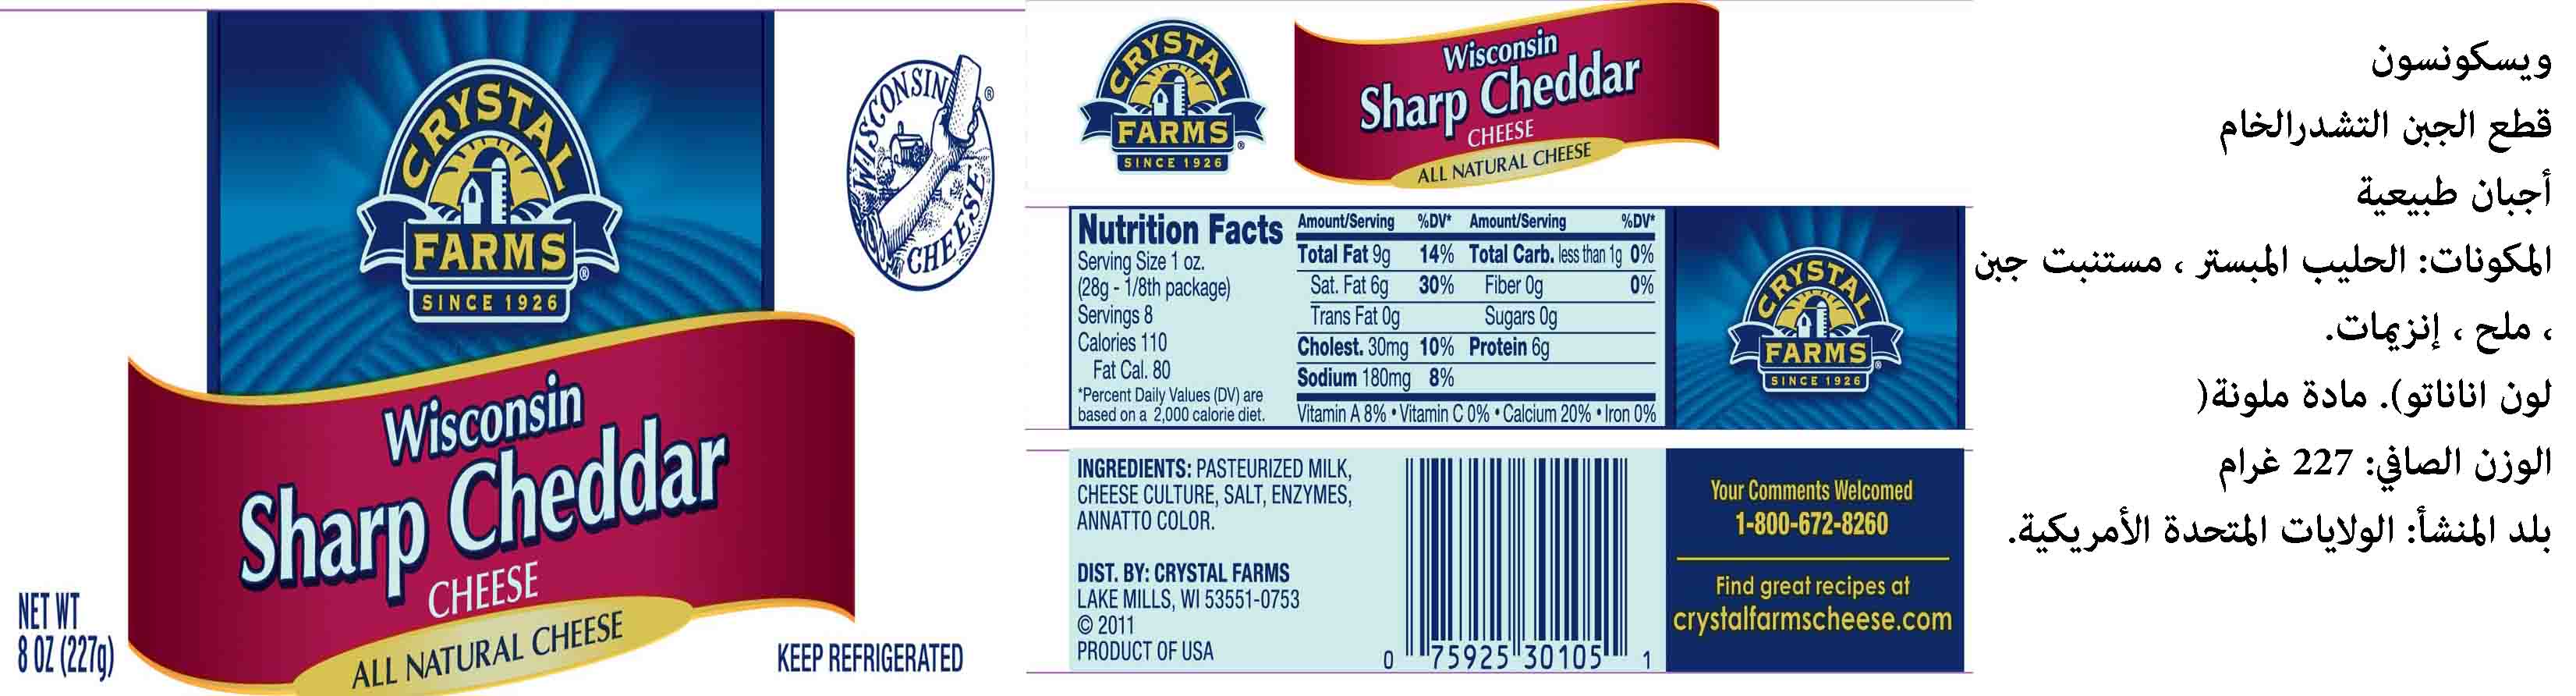 CRYSTAL
FARMS®
SINCE 1926
Wisconsin
Sharp Cheddar
CHEESE
ALL NATURAL CHEESE
NET WT
8 OZ (227g)
KEEP REFRIGERATED
WISCONSIN ®
CHEESE
CRYSTAL
FARMS®
SINCE 1926
Wisconsin
Sharp Cheddar
CHEESE
ALL NATURAL CHEESE
Nutrition Facts
Serving Size 1 oz.
(28g - 1/8th package)
Servings 8
Calories 110
Fat Cal. 80
*Percent Daily Values (DV) are
based on a 2,000 calorie diet.
Amount/Serving %DV* Amount/Serving %DV*
Total Fat 9g 14% Total Carb. less than 1g 0%
Sat. Fat 6g 30% Fiber 0g 0%
Trans Fat 0g Sugars 0g
Cholest. 30mg 10% Protein 6g
Sodium 180mg 8%
Vitamin A 8% • Vitamin C 0% • Calcium 20% • Iron 0%
CRYSTAL
FARMS®
SINCE 1926
INGREDIENTS: PASTEURIZED MILK,
CHEESE CULTURE, SALT, ENZYMES,
ANNATTO COLOR.
DIST. BY: CRYSTAL FARMS
LAKE MILLS, WI 53551-0753
© 2011
PRODUCT OF USA
0 75925 30105 1
Your Comments Welcomed
1-800-672-8260
Find great recipes at
crystalfarmscheese.com
ويسكونسون
قطع الجبن التشدرالخام
أجبان طبيعية
المكونات: الحليب المبستر ، مستنبت جبن
، ملح ، إنزيمات.
لون اناناتو). مادة ملونة(
الوزن الصافي: 227 غرام
بلد المنشأ: الولايات المتحدة الأمريكية.